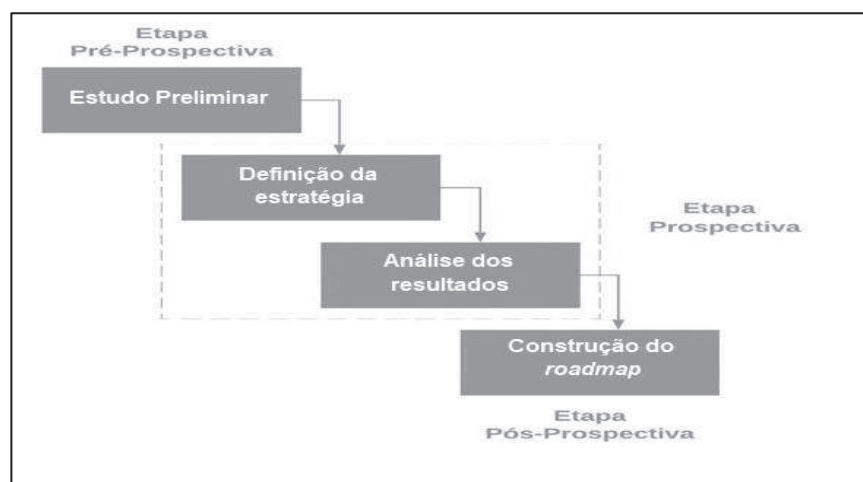 Etapa
Pré-Prospectiva
Estudo Preliminar
Definição da
estratégia
Etapa
Prospectiva
Análise dos
resultados
Construção do
roadmap
Etapa
Pós-Prospectiva